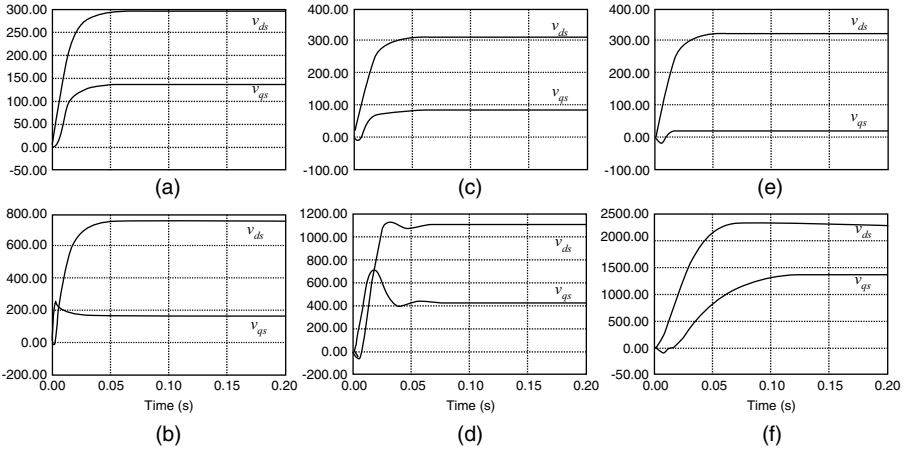 300.00
250.00
200.00
150.00
100.00
50.00
0.00
-50.00
v_ds
v_qs
(a)
400.00
300.00
200.00
100.00
0.00
-100.00
v_ds
v_qs
(c)
400.00
300.00
200.00
100.00
0.00
-100.00
v_ds
v_qs
(e)
800.00
600.00
400.00
200.00
0.00
-200.00
v_ds
v_qs
0.00 0.05 0.10 0.15 0.20
Time (s)
(b)
1200.00
1000.00
800.00
600.00
400.00
200.00
0.00
-200.00
v_ds
v_qs
0.00 0.05 0.10 0.15 0.20
Time (s)
(d)
2500.00
2000.00
1500.00
1000.00
500.00
0.00
-50.00
v_ds
v_qs
0.00 0.05 0.10 0.15 0.20
Time (s)
(f)